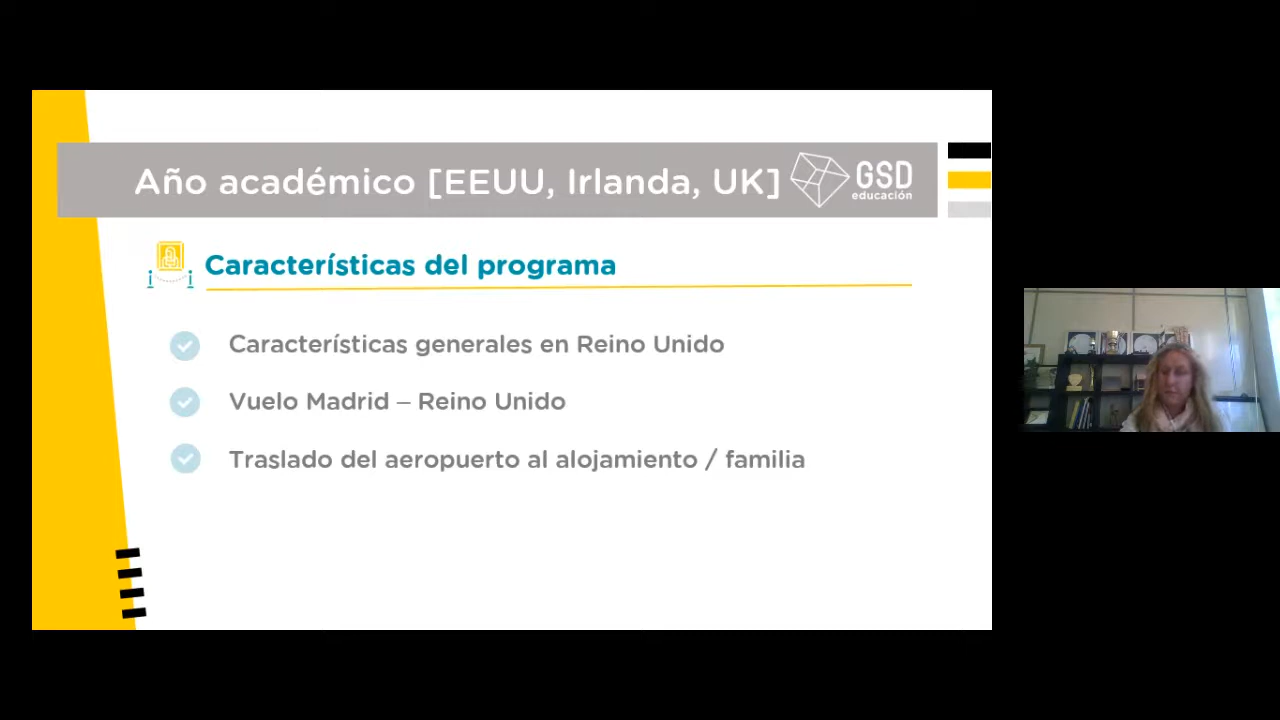 Año académico [EEUU, Irlanda, UK]
GSD
educación
Características del programa
Características generales en Reino Unido
Vuelo Madrid – Reino Unido
Traslado del aeropuerto al alojamiento / familia